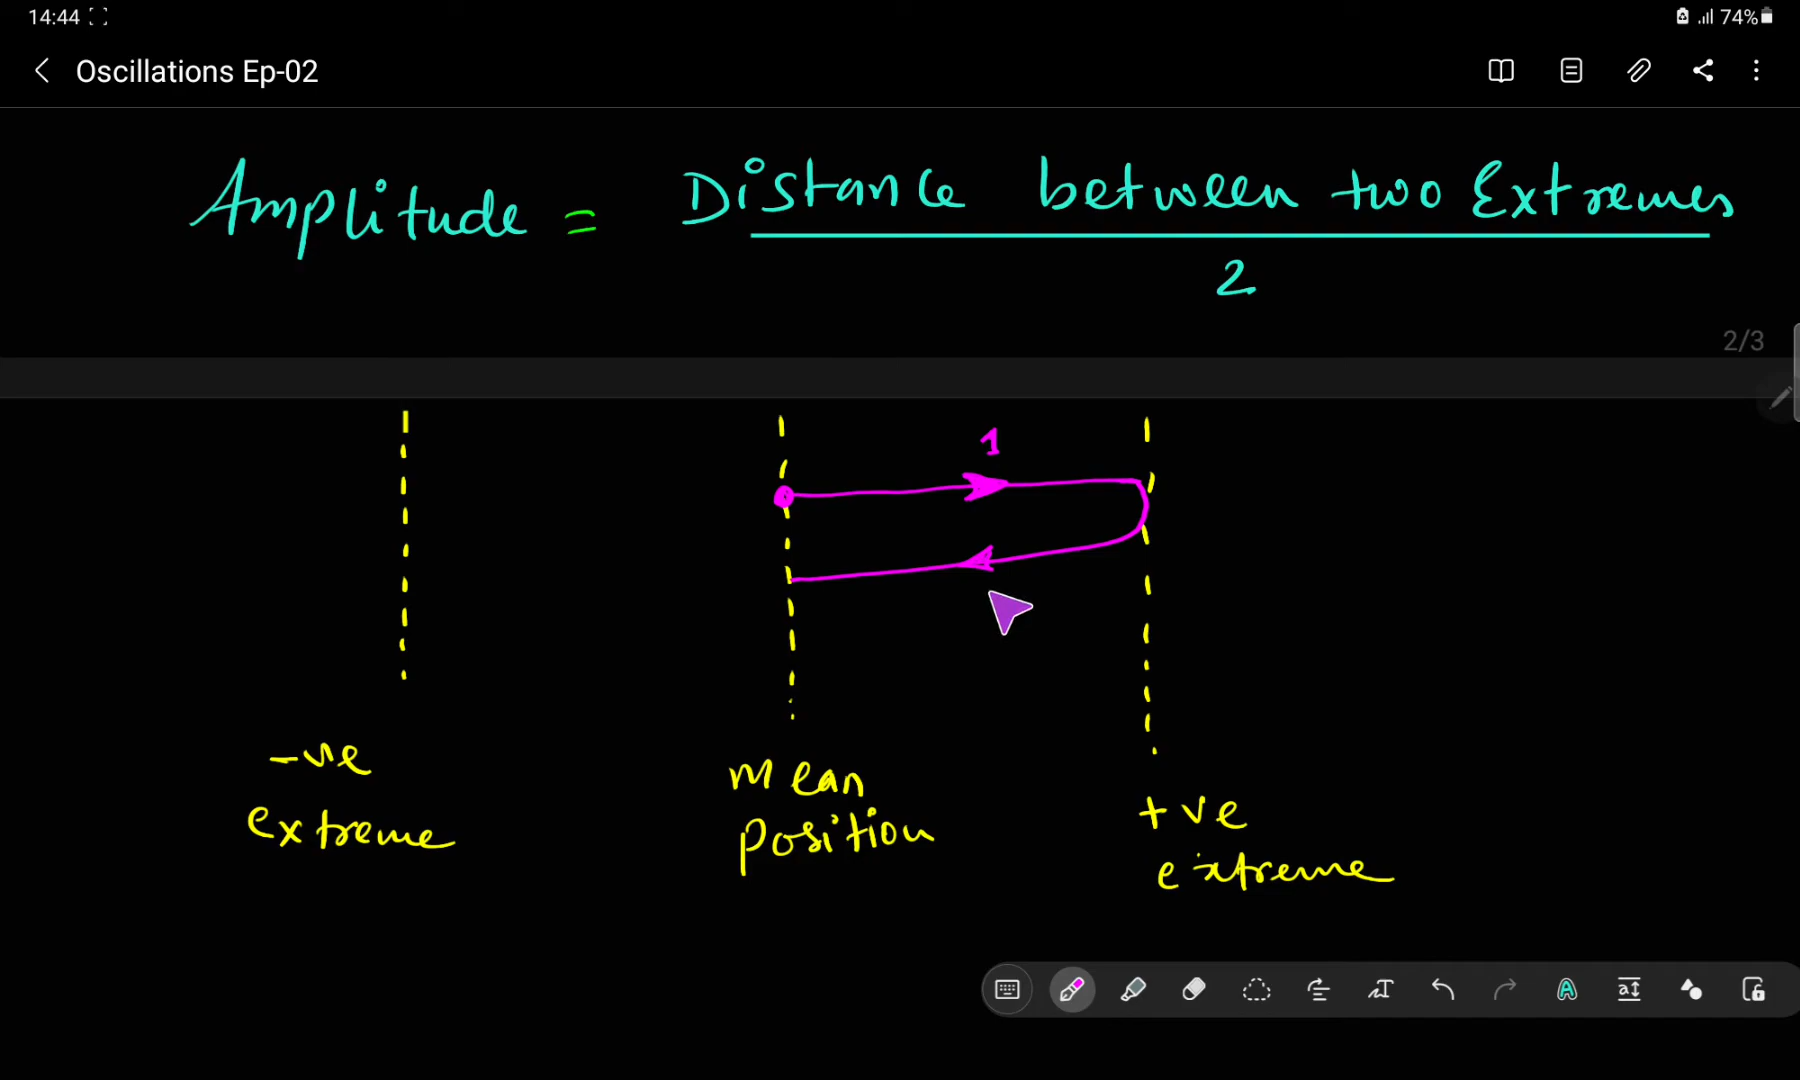 14:44
74%
Oscillations Ep-02
Amplitude = Distance between two Extremes
2
2/3
1
-ve
extreme
mean
position
+ve
extreme